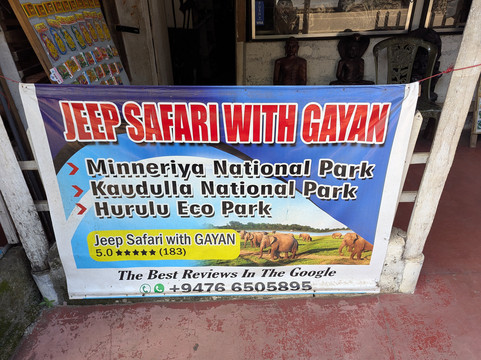 JEEP SAFARI WITH GAYAN
Minneriya National Park
Kaudulla National Park
Hurulu Eco Park
Jeep Safari with GAYAN
5.0 ★★★★★ (183)
The Best Reviews In The Google
+9476 6505895